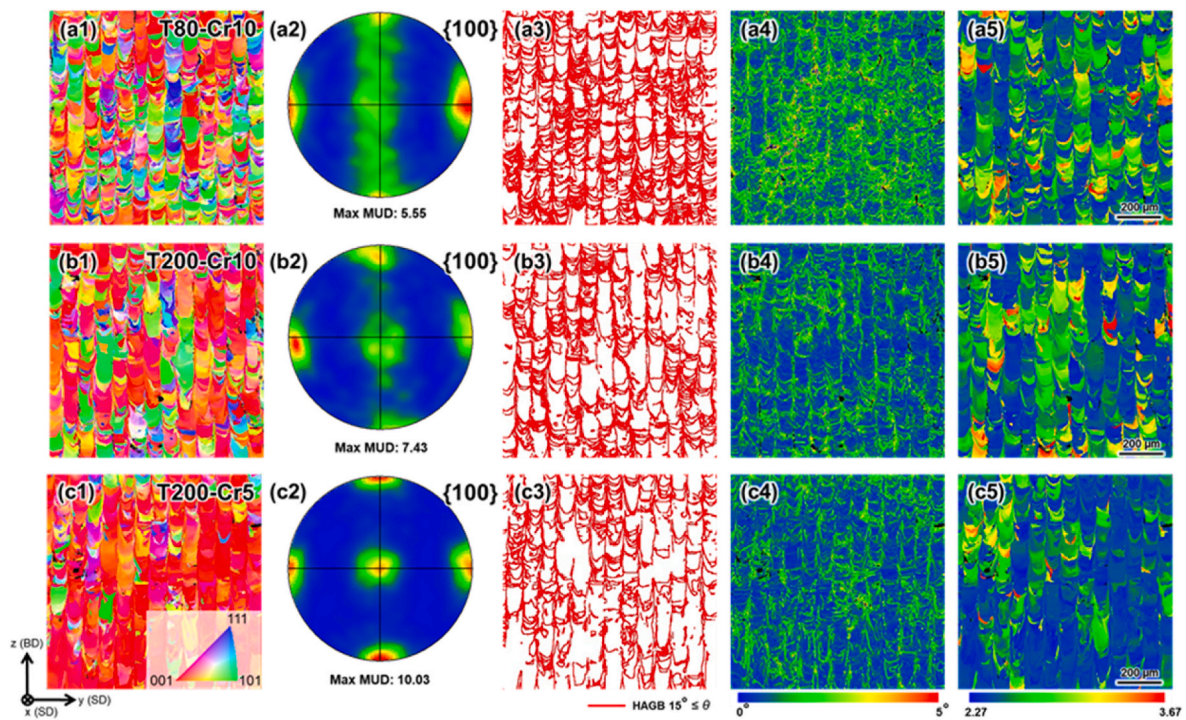 (a1) T80-Cr10 (a2) {100} (a3) (a4) (a5)
Max MUD: 5.55
200 μm
(b1) T200-Cr10 (b2) {100} (b3) (b4) (b5)
Max MUD: 7.43
200 μm
(c1) T200-Cr5 (c2) {100} (c3) (c4) (c5)
111
001 101
z (BD)
y (SD)
x (SD)
Max MUD: 10.03
HAGB 15° ≤ θ
0° 5°
200 μm
2.27 3.67